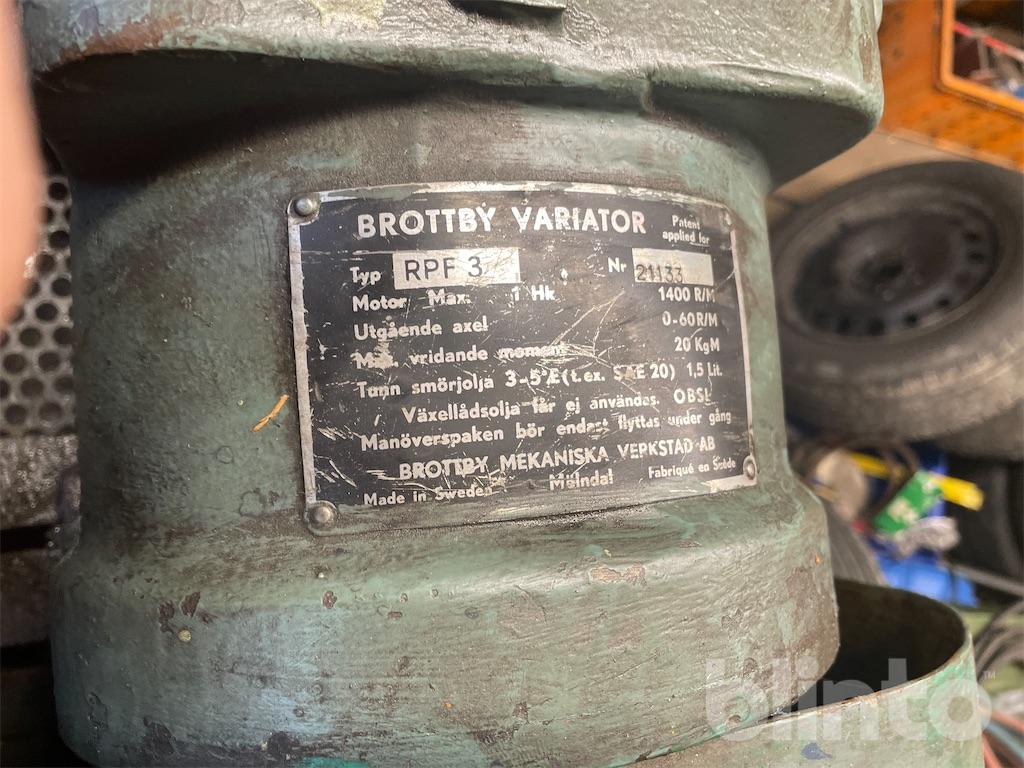 BROTTBY VARIATOR Patent applied for
Typ RPF 3 Nr 21133
Motor Max. 1 Hk 1400 R/M
Utgående axel 0-60 R/M
Max. vridande moment 20 KgM
Tunn smörjolja 3-5°E (t.ex. SAE 20) 1,5 Lit.
Växellådsolja får ej användas. OBS!
Manöverspaken bör endast flyttas under gång
BROTTBY MEKANISKA VERKSTAD AB
Made in Sweden Mölndal Fabriqué en Suède
blinto™